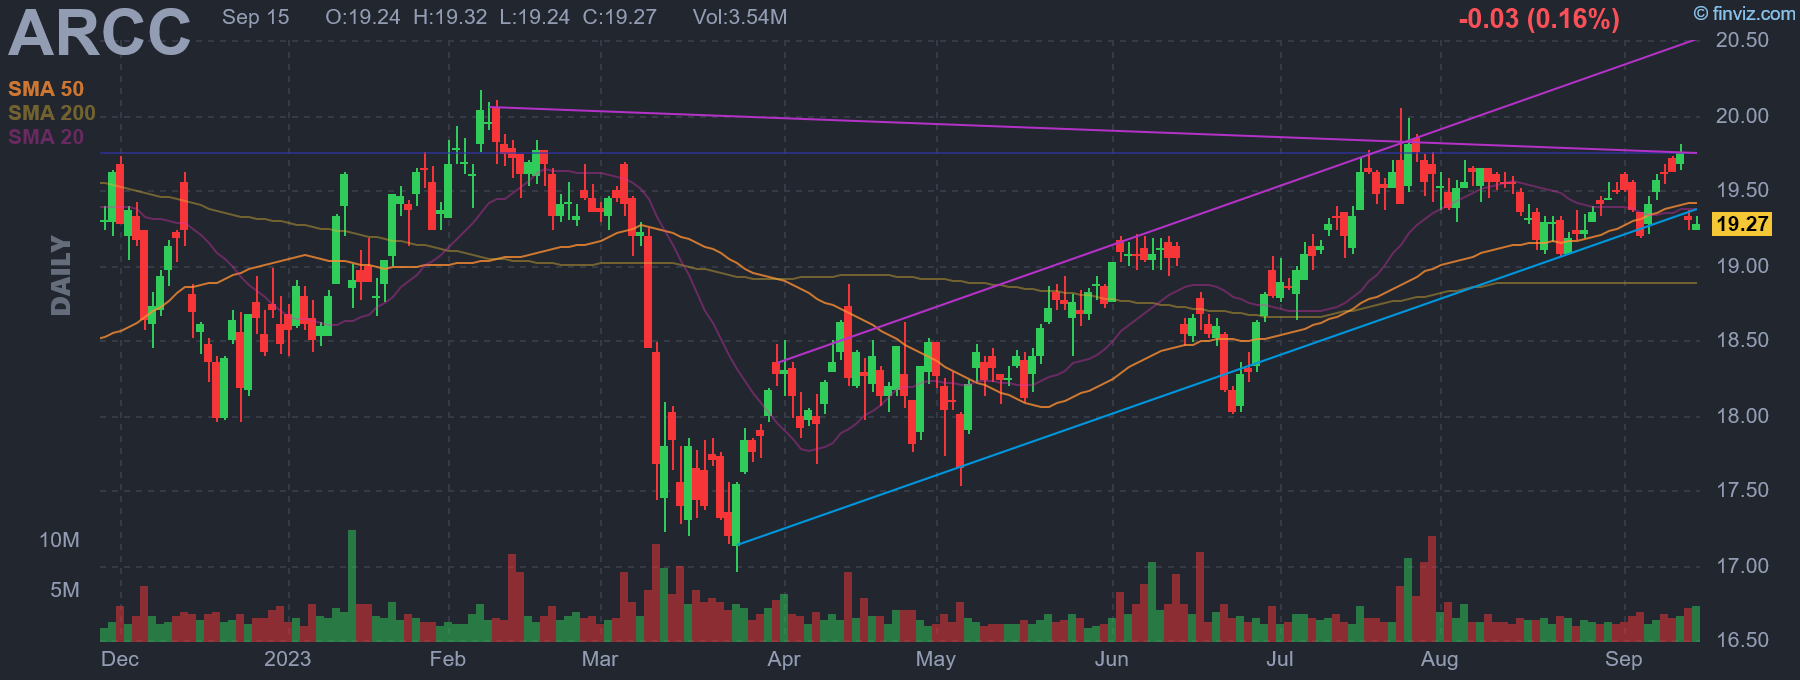 ARCC Sep 15 O:19.24 H:19.32 L:19.24 C:19.27 Vol:3.54M -0.03 (0.16%) © finviz.com
SMA 50
SMA 200
SMA 20
DAILY
20.50
20.00
19.50
19.27
19.00
18.50
18.00
17.50
17.00
16.50
10M
5M
Dec 2023 Feb Mar Apr May Jun Jul Aug Sep